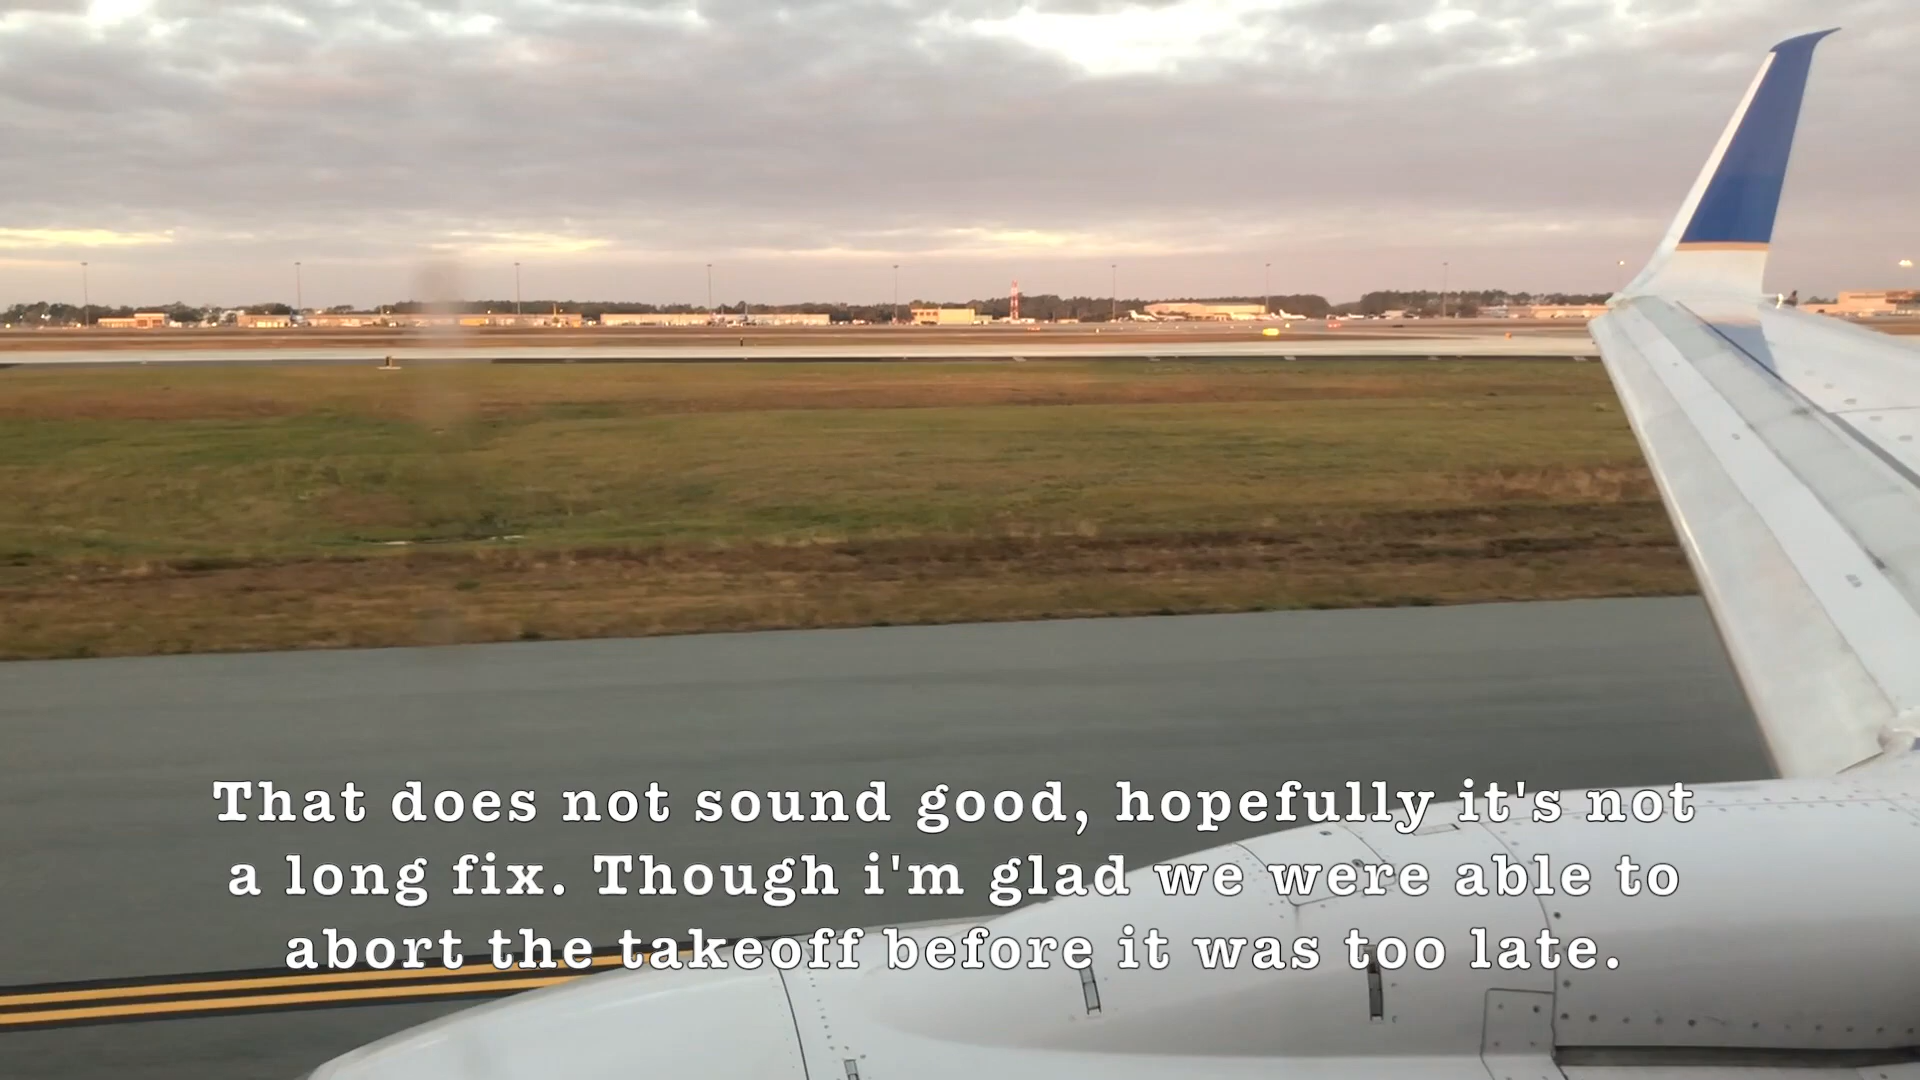 That does not sound good, hopefully it's not
a long fix. Though i'm glad we were able to
abort the takeoff before it was too late.